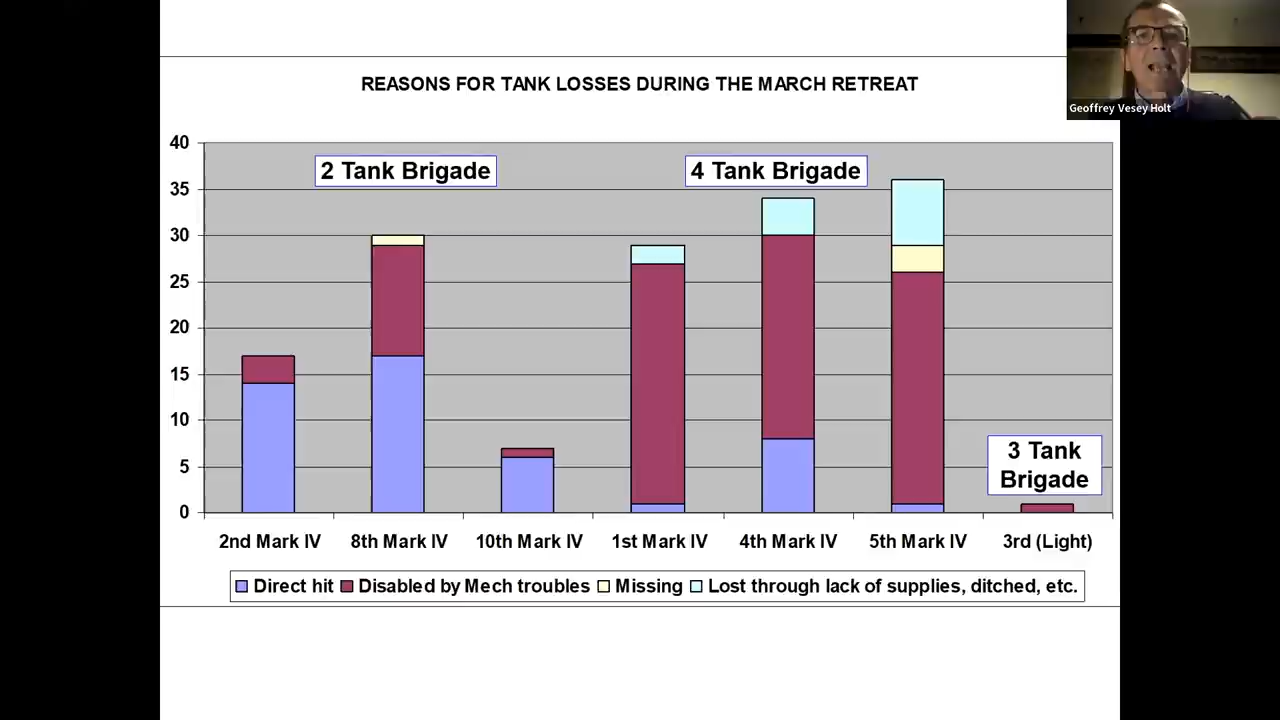 Geoffrey Vesey Holt
REASONS FOR TANK LOSSES DURING THE MARCH RETREAT
40
35
30
25
20
15
10
5
0
2 Tank Brigade
4 Tank Brigade
3 Tank
Brigade
2nd Mark IV 8th Mark IV 10th Mark IV 1st Mark IV 4th Mark IV 5th Mark IV 3rd (Light)
Direct hit Disabled by Mech troubles Missing Lost through lack of supplies, ditched, etc.